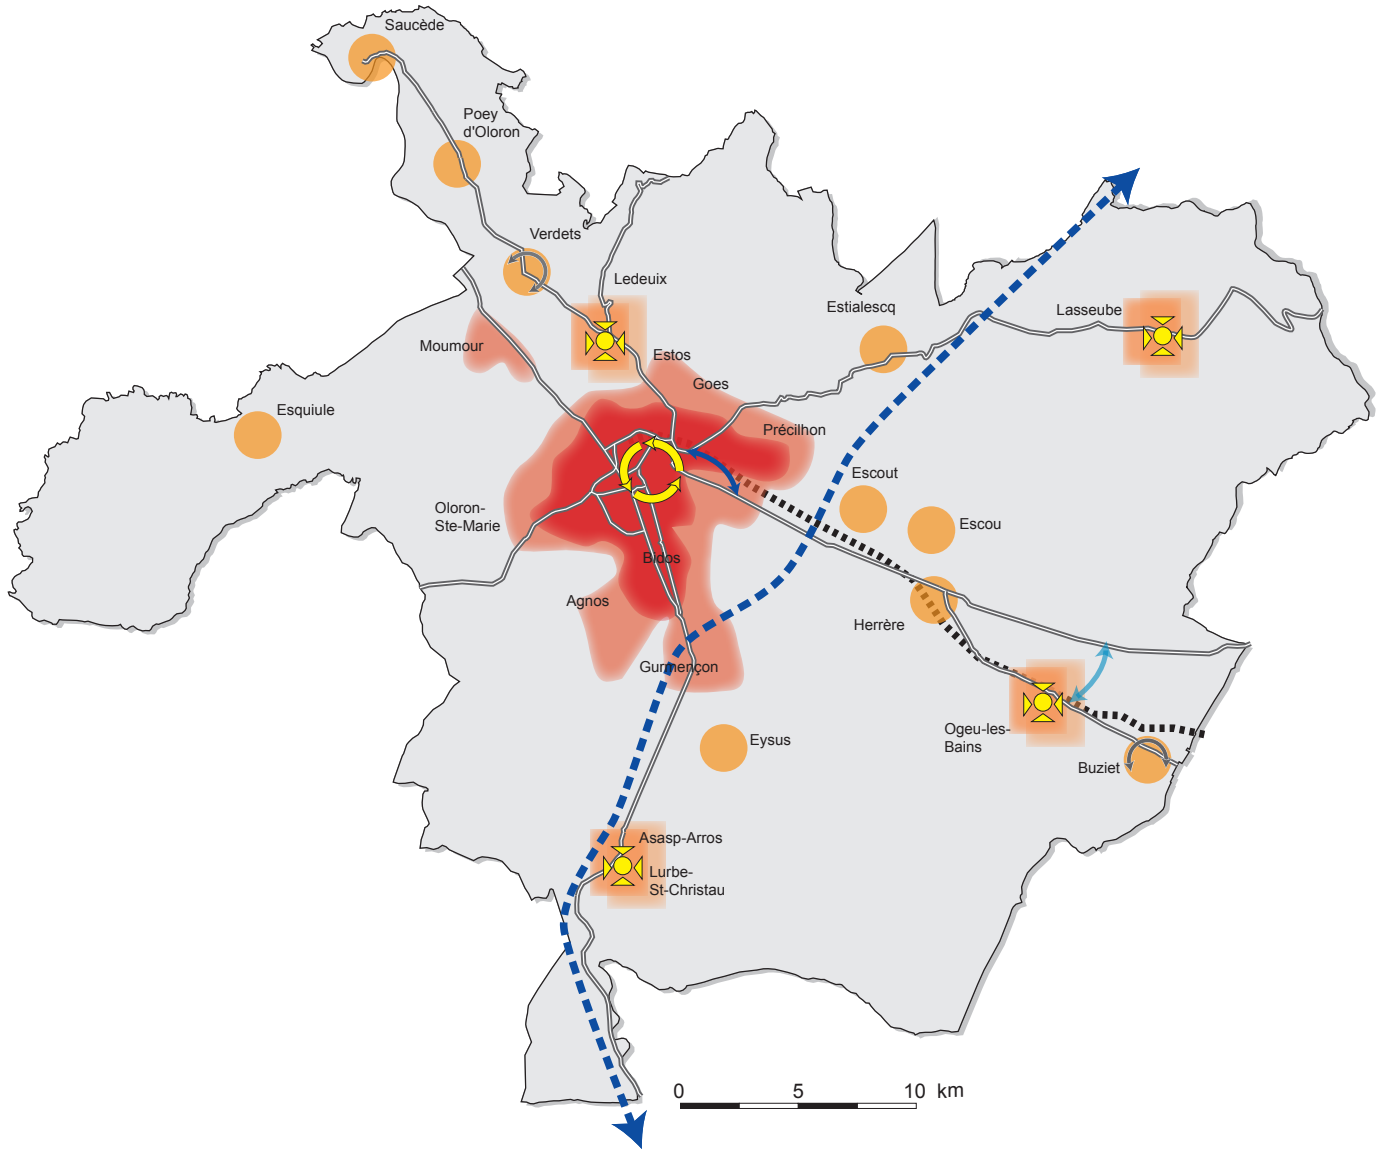 Saucède
Poey
d'Oloron
Verdets
Ledeuix
Estialescq
Lasseube
Moumour
Estos
Goes
Esquiule
Précilhon
Escout
Oloron-
Ste-Marie
Escou
Bidos
Agnos
Herrère
Gurmençon
Ogeu-les-
Bains
Eysus
Buziet
Asasp-Arros
Lurbe-
St-Christau
0 5 10 km